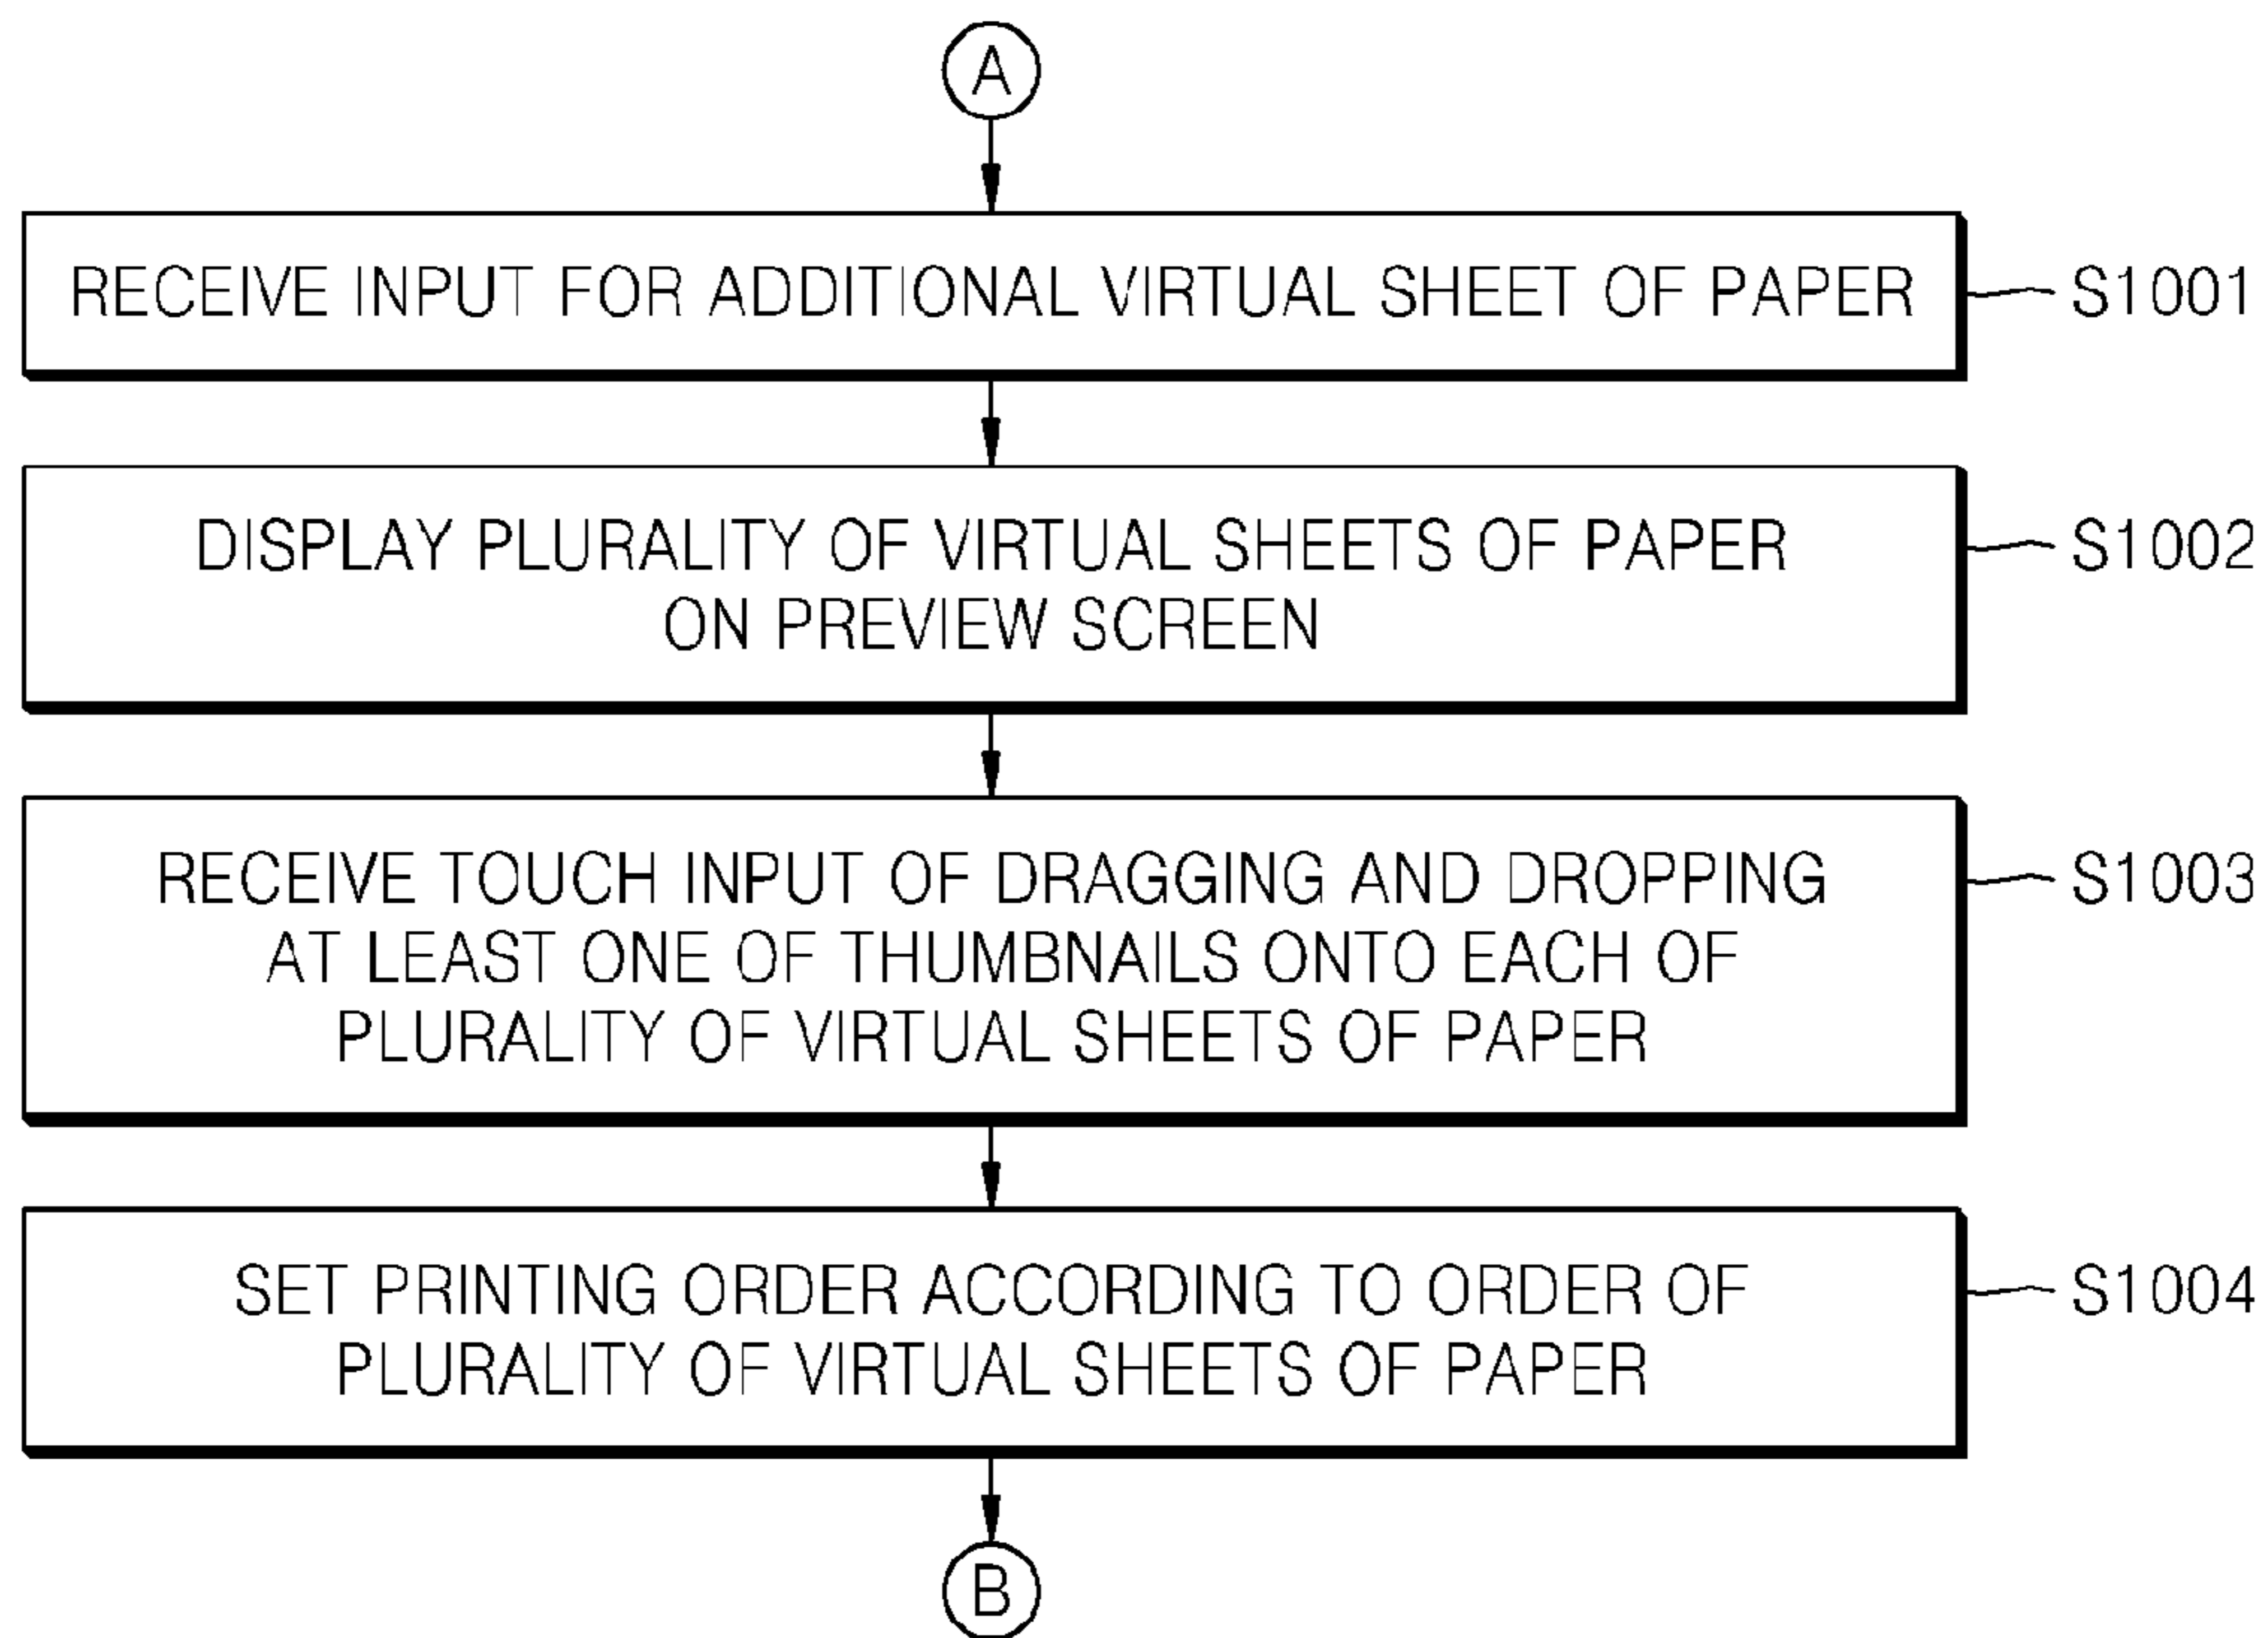 A
RECEIVE INPUT FOR ADDITIONAL VIRTUAL SHEET OF PAPER
S1001
DISPLAY PLURALITY OF VIRTUAL SHEETS OF PAPER
S1002
ON PREVIEW SCREEN
RECEIVE TOUCH INPUT OF DRAGGING AND DROPPING
S1003
AT LEAST ONE OF THUMBNAILS ONTO EACH OF
PLURALITY OF VIRTUAL SHEETS OF PAPER
SET PRINTING ORDER ACCORDING TO ORDER OF
S1004
PLURALITY OF VIRTUAL SHEETS OF PAPER
B